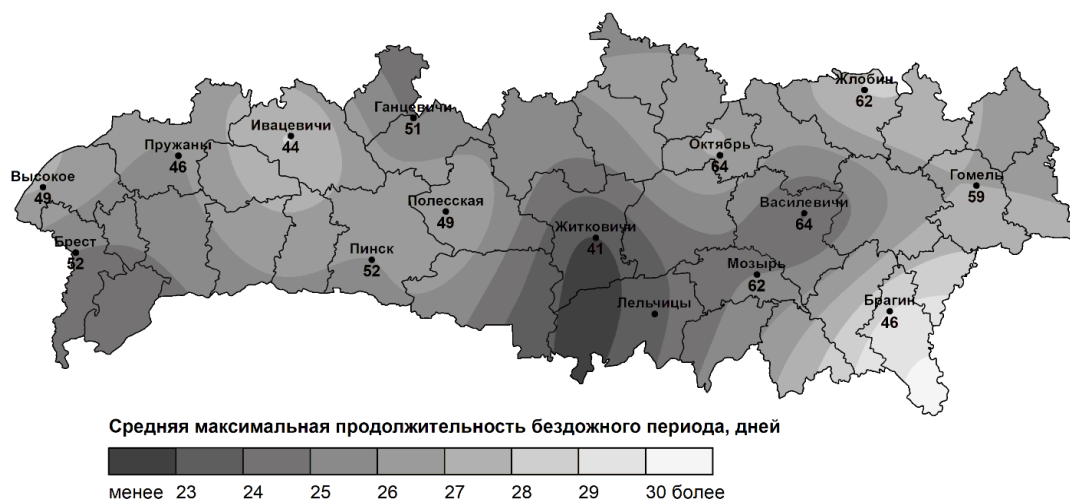 Жлобин
62
Ганцевичи
51
Ивацевичи
44
Октябрь
64
Пружаны
46
Высокое
49
Гомель
59
Полесская
49
Василевичи
64
Житковичи
41
Брест
52
Пинск
52
Мозырь
62
Лельчицы
Брагин
46
Средняя максимальная продолжительность бездожного периода, дней
менее 23 24 25 26 27 28 29 30 более